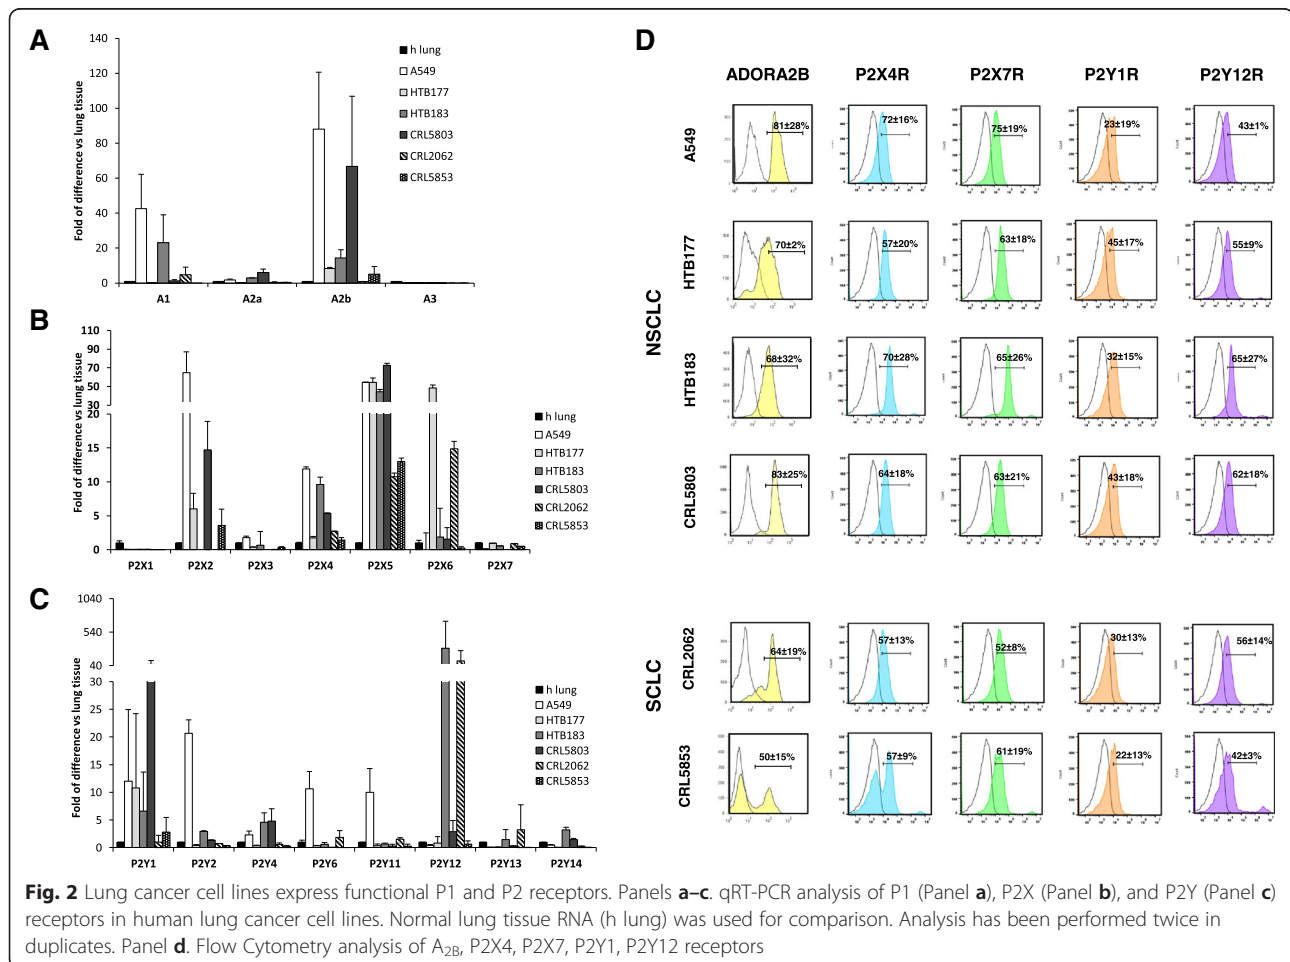 A
Fold of difference vs lung tissue
140
120
100
80
60
40
20
0
A1 A2a A2b A3
h lung
A549
HTB177
HTB183
CRL5803
CRL2062
CRL5853
B
Fold of difference vs lung tissue
110
90
70
50
30
20
15
10
5
0
P2X1 P2X2 P2X3 P2X4 P2X5 P2X6 P2X7
h lung
A549
HTB177
HTB183
CRL5803
CRL2062
CRL5853
C
Fold of difference vs lung tissue
1040
540
40
30
25
20
15
10
5
0
P2Y1 P2Y2 P2Y4 P2Y6 P2Y11 P2Y12 P2Y13 P2Y14
h lung
A549
HTB177
HTB183
CRL5803
CRL2062
CRL5853
D
ADORA2B P2X4R P2X7R P2Y1R P2Y12R
NSCLC
A549
81±28% 72±16% 75±19% 23±19% 43±1%
HTB177
70±2% 57±20% 63±18% 45±17% 55±9%
HTB183
68±32% 70±28% 65±26% 32±15% 65±27%
CRL5803
83±25% 64±18% 63±21% 43±18% 62±18%
SCLC
CRL2062
64±19% 57±13% 52±8% 30±13% 56±14%
CRL5853
50±15% 57±9% 61±19% 22±13% 42±3%
Fig. 2 Lung cancer cell lines express functional P1 and P2 receptors. Panels a–c. qRT-PCR analysis of P1 (Panel a), P2X (Panel b), and P2Y (Panel c)
receptors in human lung cancer cell lines. Normal lung tissue RNA (h lung) was used for comparison. Analysis has been performed twice in
duplicates. Panel d. Flow Cytometry analysis of A2B, P2X4, P2X7, P2Y1, P2Y12 receptors